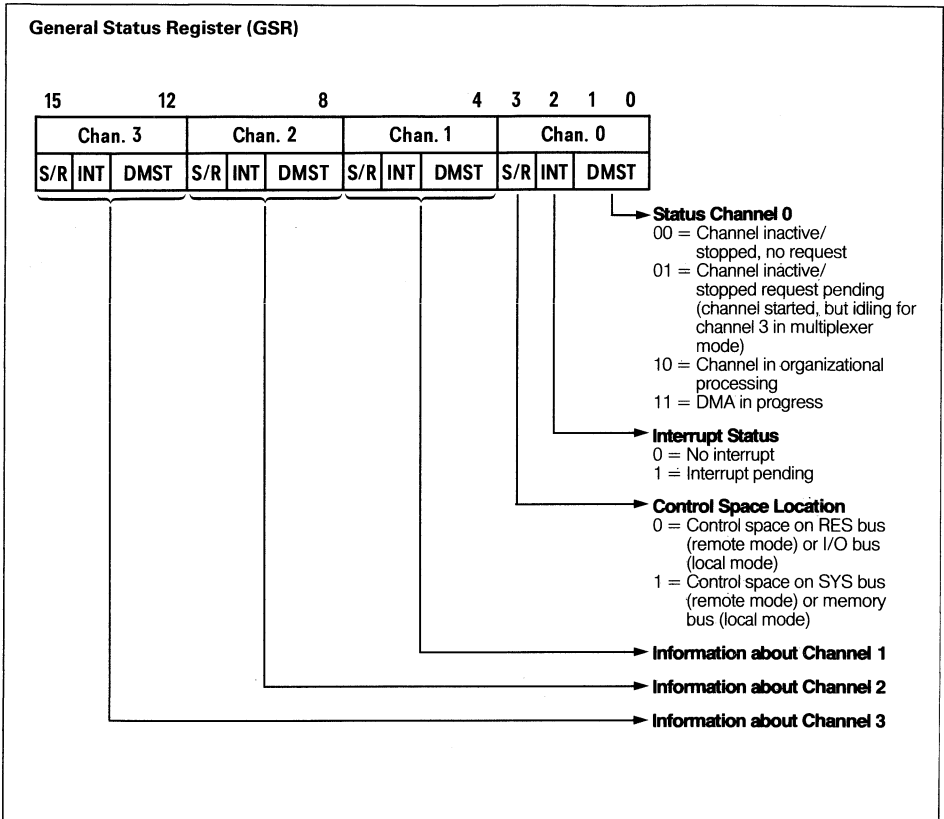 General Status Register (GSR)
15 12 8 4 3 2 1 0
Chan. 3 Chan. 2 Chan. 1 Chan. 0
S/R INT DMST S/R INT DMST S/R INT DMST S/R INT DMST
Status Channel 0
00 = Channel inactive/
stopped, no request
01 = Channel inactive/
stopped request pending
(channel started, but idling for
channel 3 in multiplexer
mode)
10 = Channel in organizational
processing
11 = DMA in progress
Interrupt Status
0 = No interrupt
1 = Interrupt pending
Control Space Location
0 = Control space on RES bus
(remote mode) or I/O bus
(local mode)
1 = Control space on SYS bus
(remote mode) or memory
bus (local mode)
Information about Channel 1
Information about Channel 2
Information about Channel 3